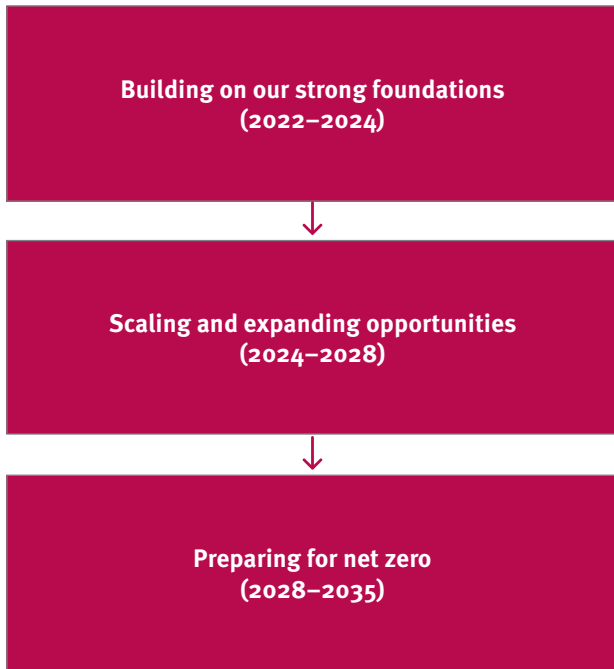 Building on our strong foundations
(2022–2024)
Scaling and expanding opportunities
(2024–2028)
Preparing for net zero
(2028–2035)